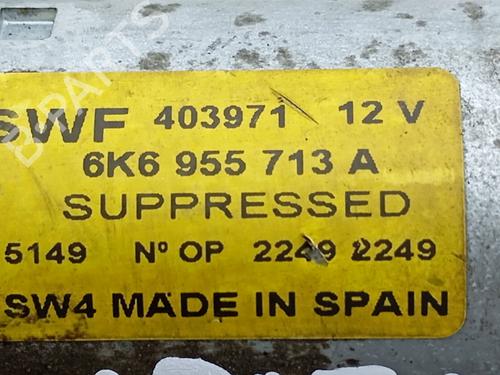 SWF 403971 12 V
6K6 955 713 A
SUPPRESSED
5149 Nº OP 2249 2249
SW4 MADE IN SPAIN